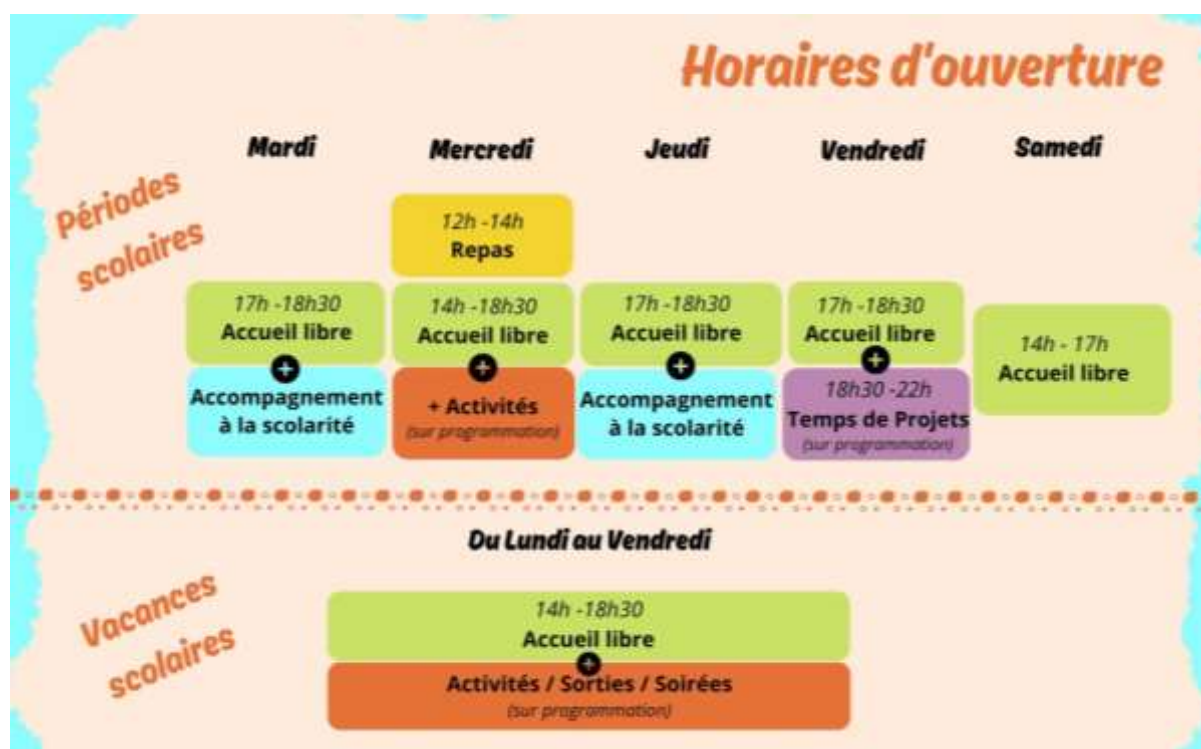 Horaires d'ouverture
Mardi
Mercredi
Jeudi
Vendredi
Samedi
Périodes
scolaires
12h -14h
Repas
17h -18h30
Accueil libre
+
Accompagnement
à la scolarité
14h -18h30
Accueil libre
+
+ Activités
(sur programmation)
17h -18h30
Accueil libre
+
Accompagnement
à la scolarité
17h -18h30
Accueil libre
+
18h30 -22h
Temps de Projets
(sur programmation)
14h - 17h
Accueil libre
Du Lundi au Vendredi
Vacances
scolaires
14h -18h30
Accueil libre
+
Activités / Sorties / Soirées
(sur programmation)